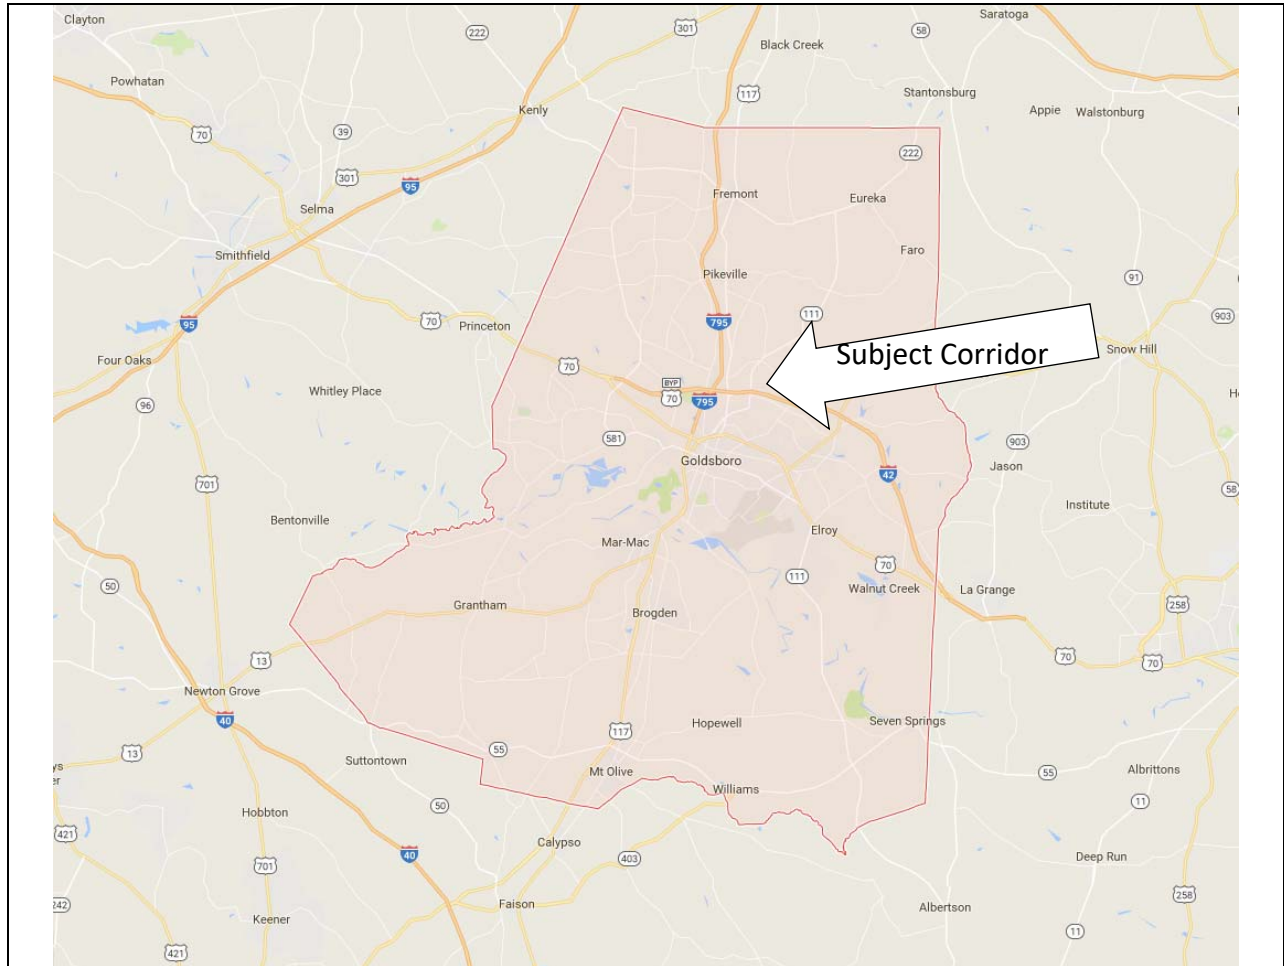 Clayton
222
301
58
Saratoga
Black Creek
Powhatan
117
Stantonsburg
Kenly
Appie
Walstonburg
70
39
222
301
95
Selma
Fremont
Eureka
Smithfield
Faro
Pikeville
91
95
70
Princeton
795
111
903
Four Oaks
Subject Corridor
Snow Hill
70
Whitley Place
BYP
70
795
96
H
581
903
Goldsboro
Jason
701
42
58
Institute
Bentonville
Elroy
Mar-Mac
50
70
111
Walnut Creek
La Grange
Grantham
Brogden
258
13
70
70
Newton Grove
40
Hopewell
Seven Springs
117
13
55
Suttontown
Mt Olive
55
Albrittons
ys
er
Williams
50
11
Hobbton
421
Calypso
40
403
Deep Run
701
258
242
Faison
Albertson
Keener
11
421